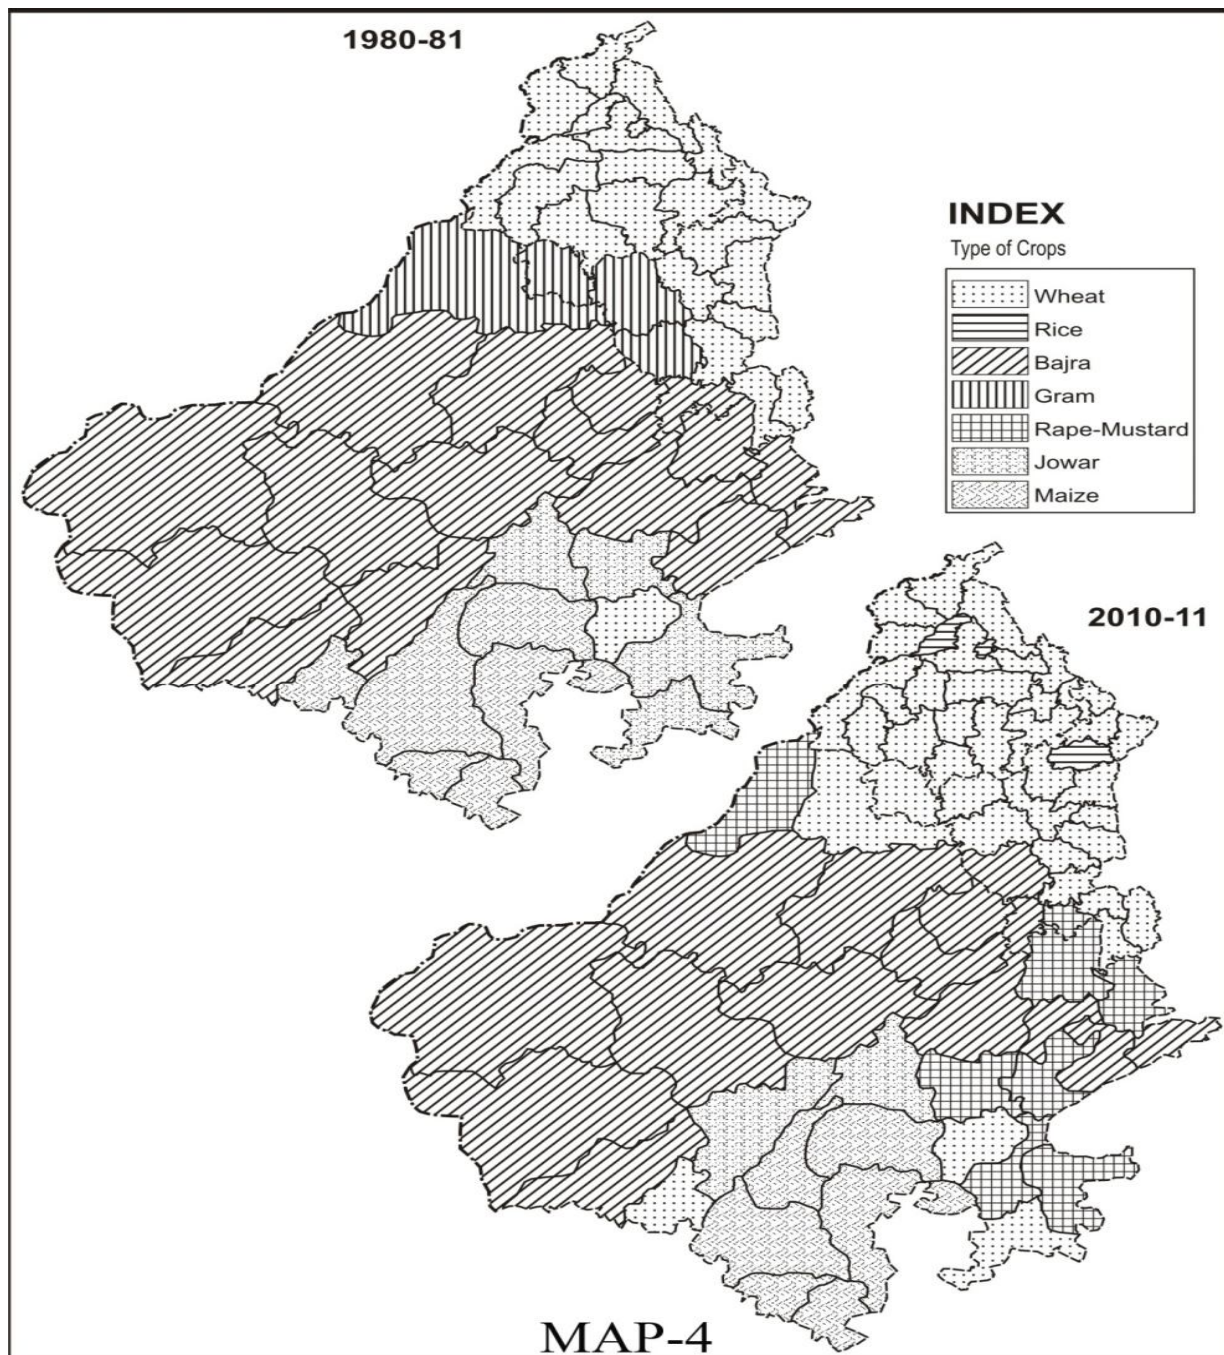 1980-81
INDEX
Type of Crops
Wheat
Rice
Bajra
Gram
Rape-Mustard
Jowar
Maize
2010-11
MAP-4